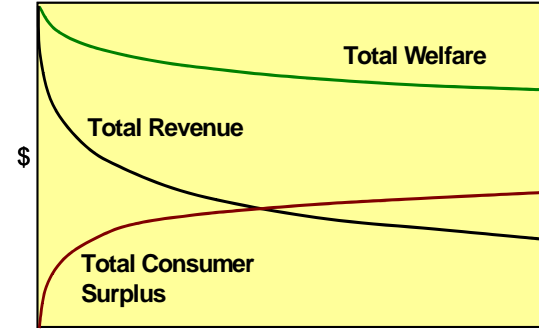 Total Welfare
Total Revenue
$
Total Consumer
Surplus